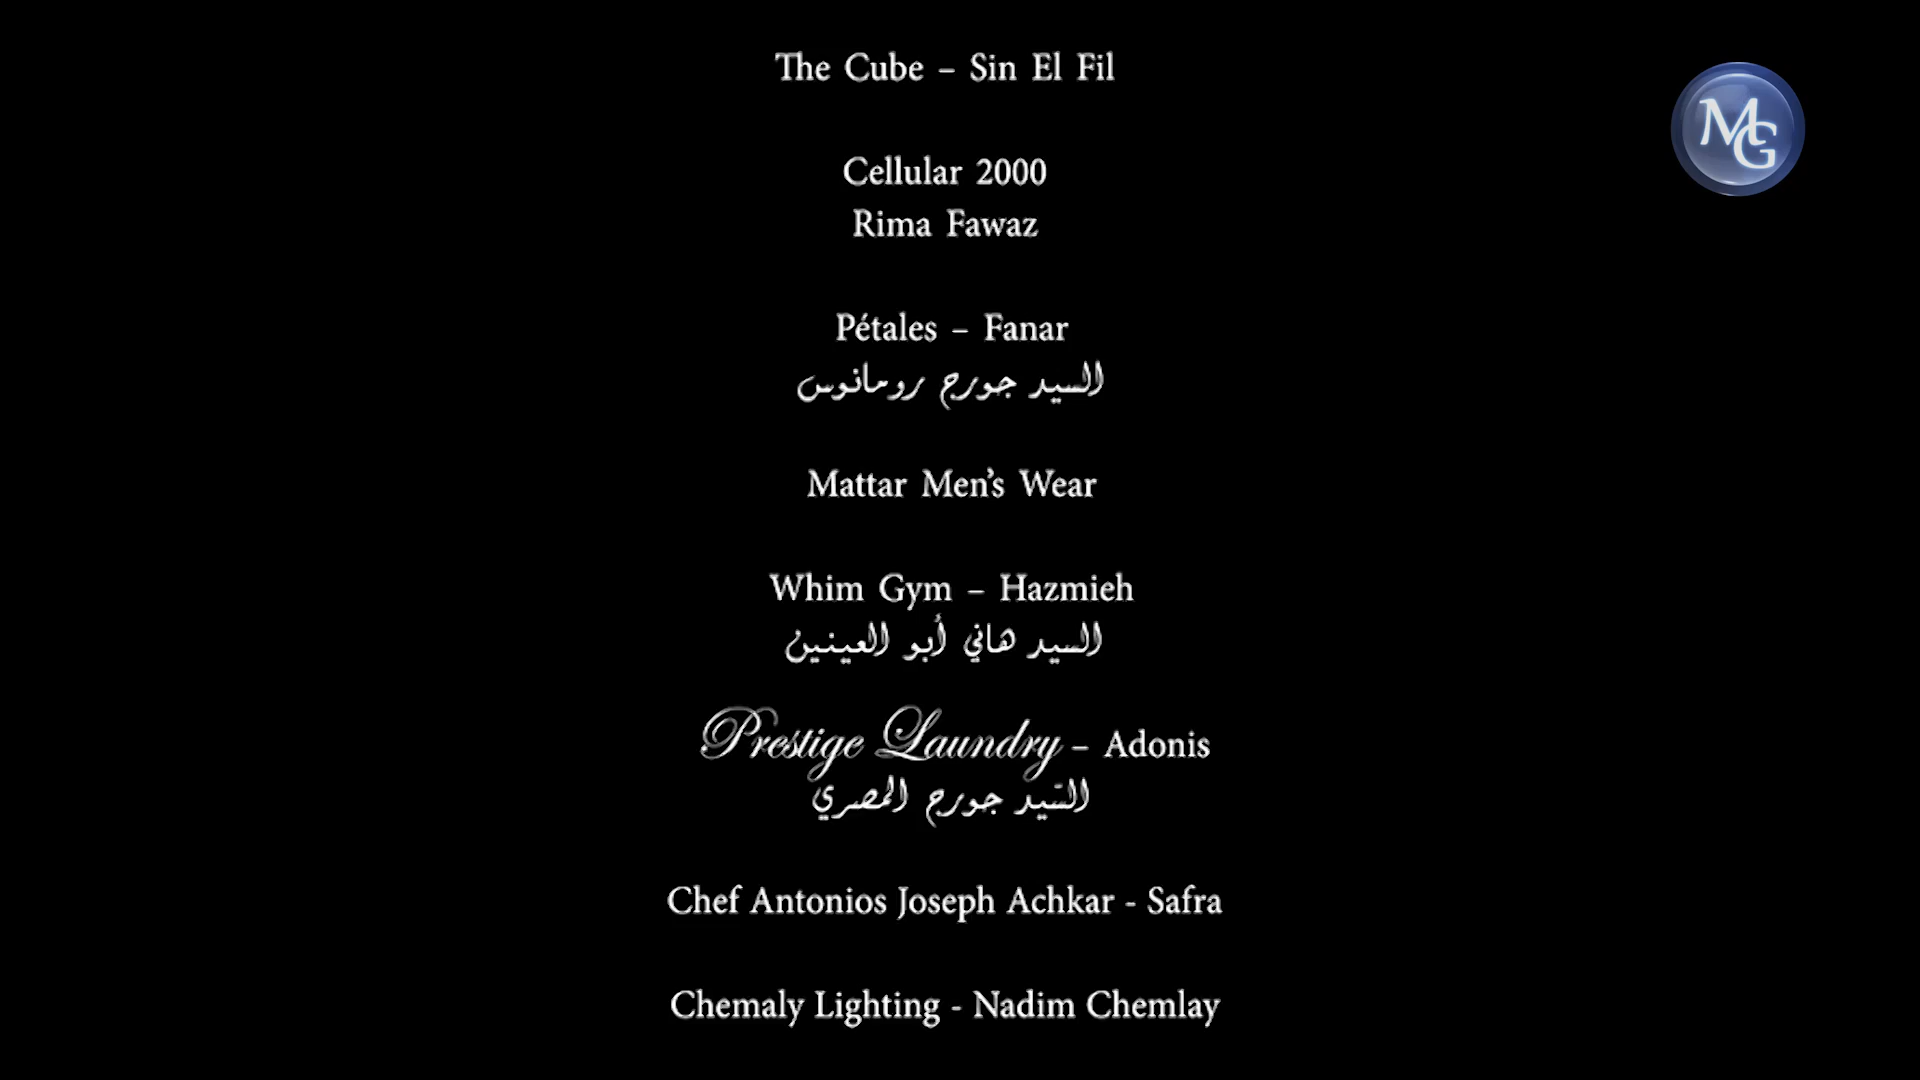 The Cube – Sin El Fil
MG
Cellular 2000
Rima Fawaz
Pétales – Fanar
السيد جورج رومانوس
Mattar Men’s Wear
Whim Gym – Hazmieh
السيد هاني أبو العينين
Prestige Laundry – Adonis
السّيد جورج المصري
Chef Antonios Joseph Achkar - Safra
Chemaly Lighting - Nadim Chemlay